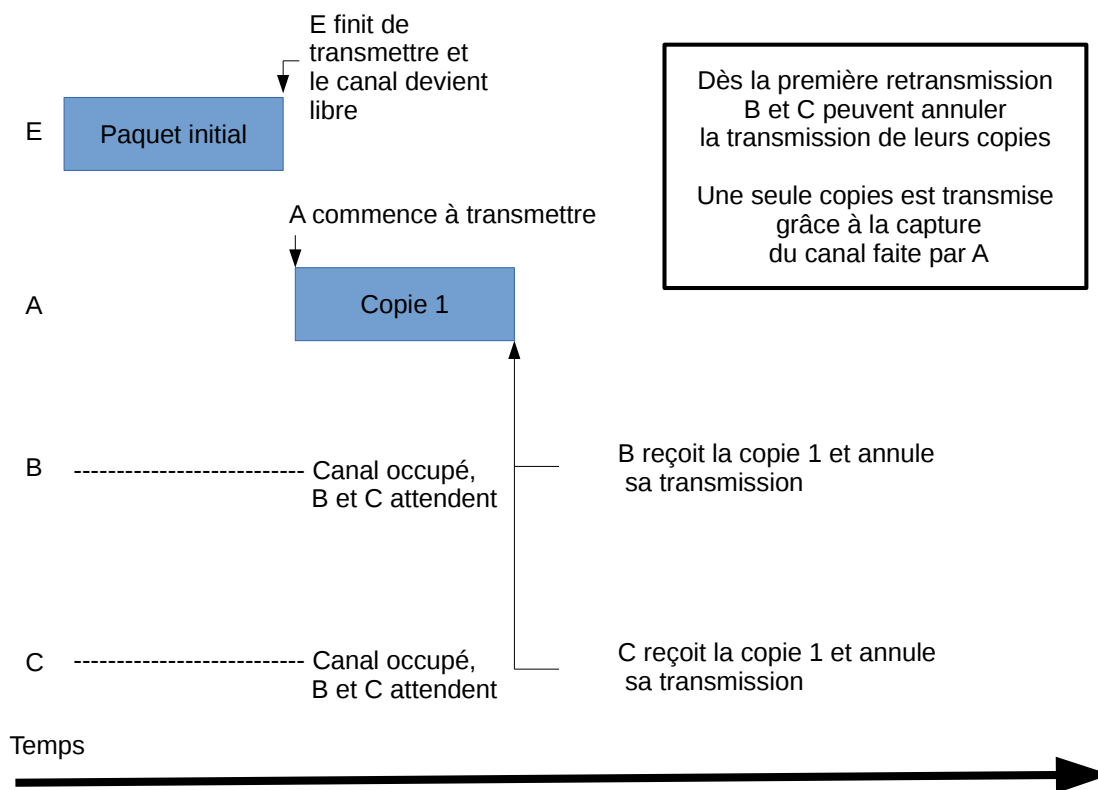 E finit de
transmettre et
le canal devient
libre
E
Paquet initial
Dès la première retransmission
B et C peuvent annuler
la transmission de leurs copies
Une seule copies est transmise
grâce à la capture
du canal faite par A
A commence à transmettre
A
Copie 1
B
Canal occupé,
B et C attendent
B reçoit la copie 1 et annule
sa transmission
C
Canal occupé,
B et C attendent
C reçoit la copie 1 et annule
sa transmission
Temps